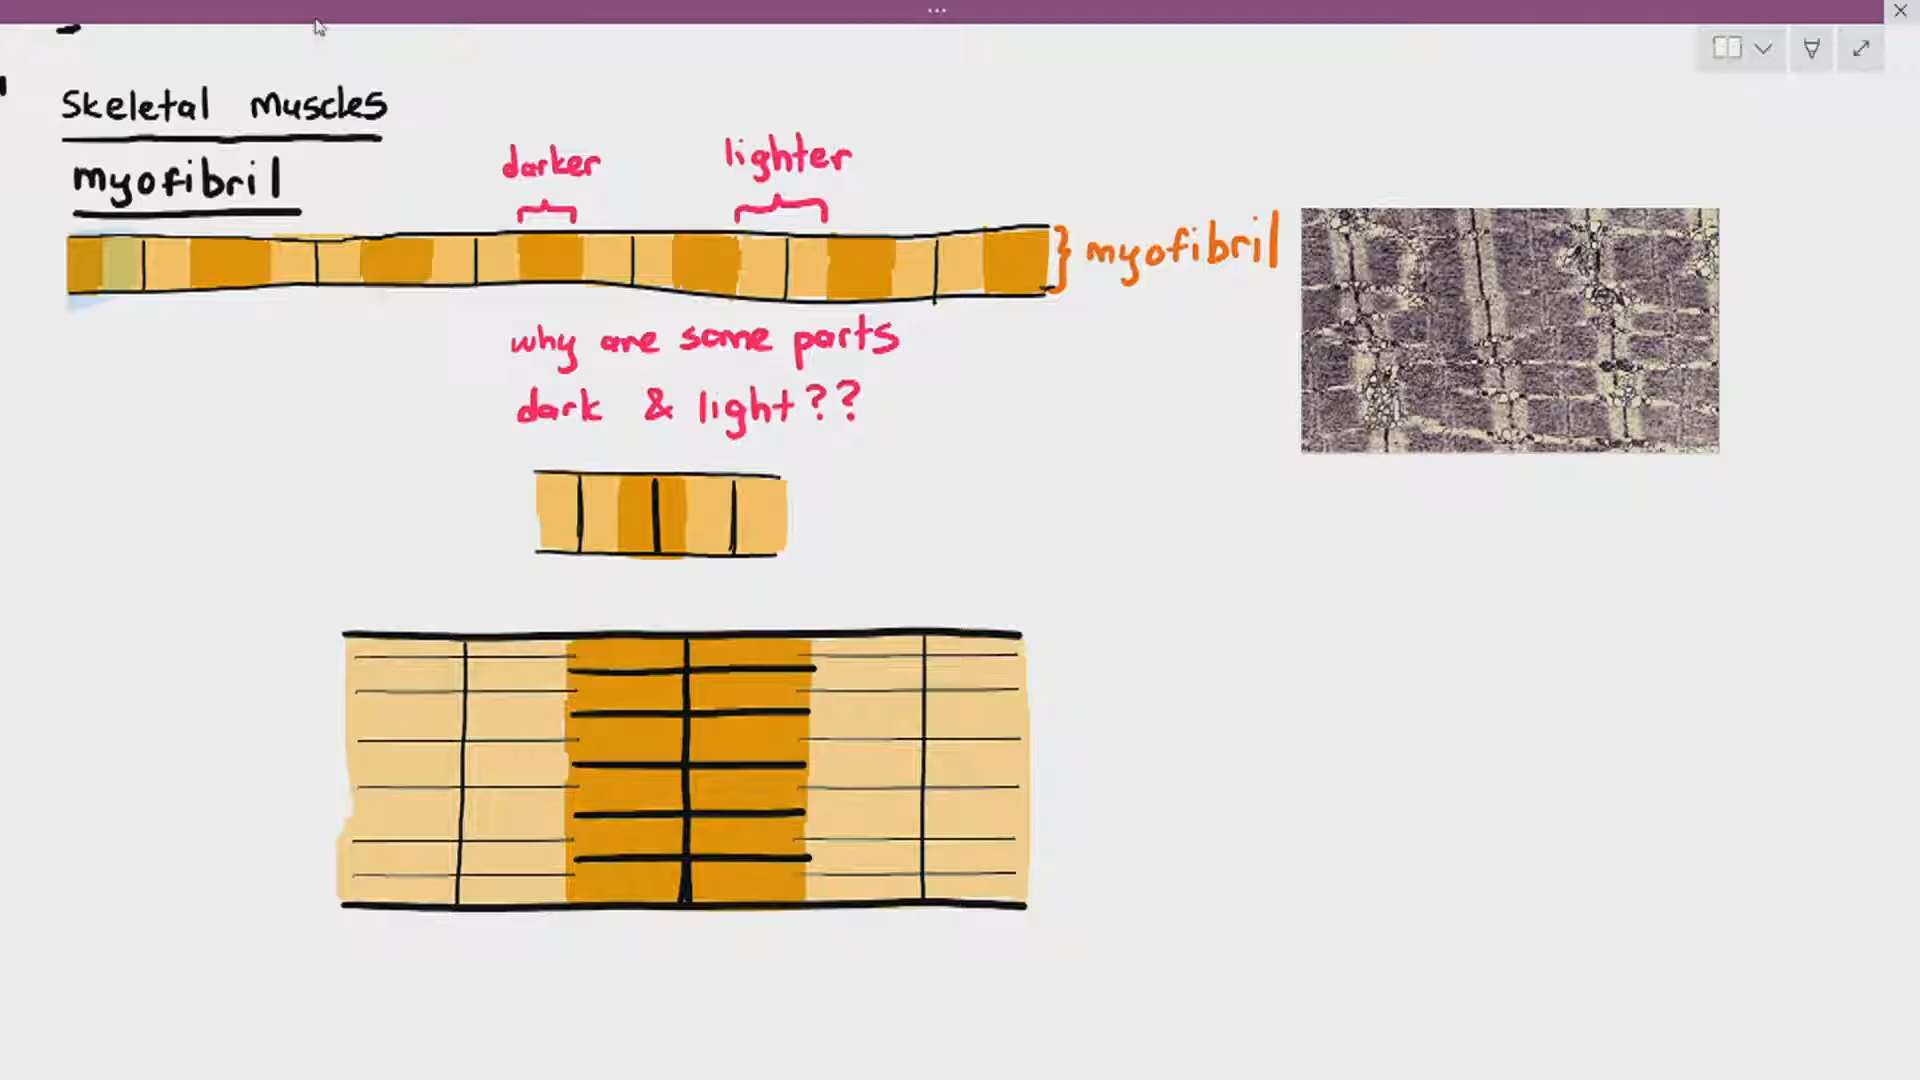 Skeletal Muscles
myofibril
darker
lighter
myofibril
why are some parts
dark & light??